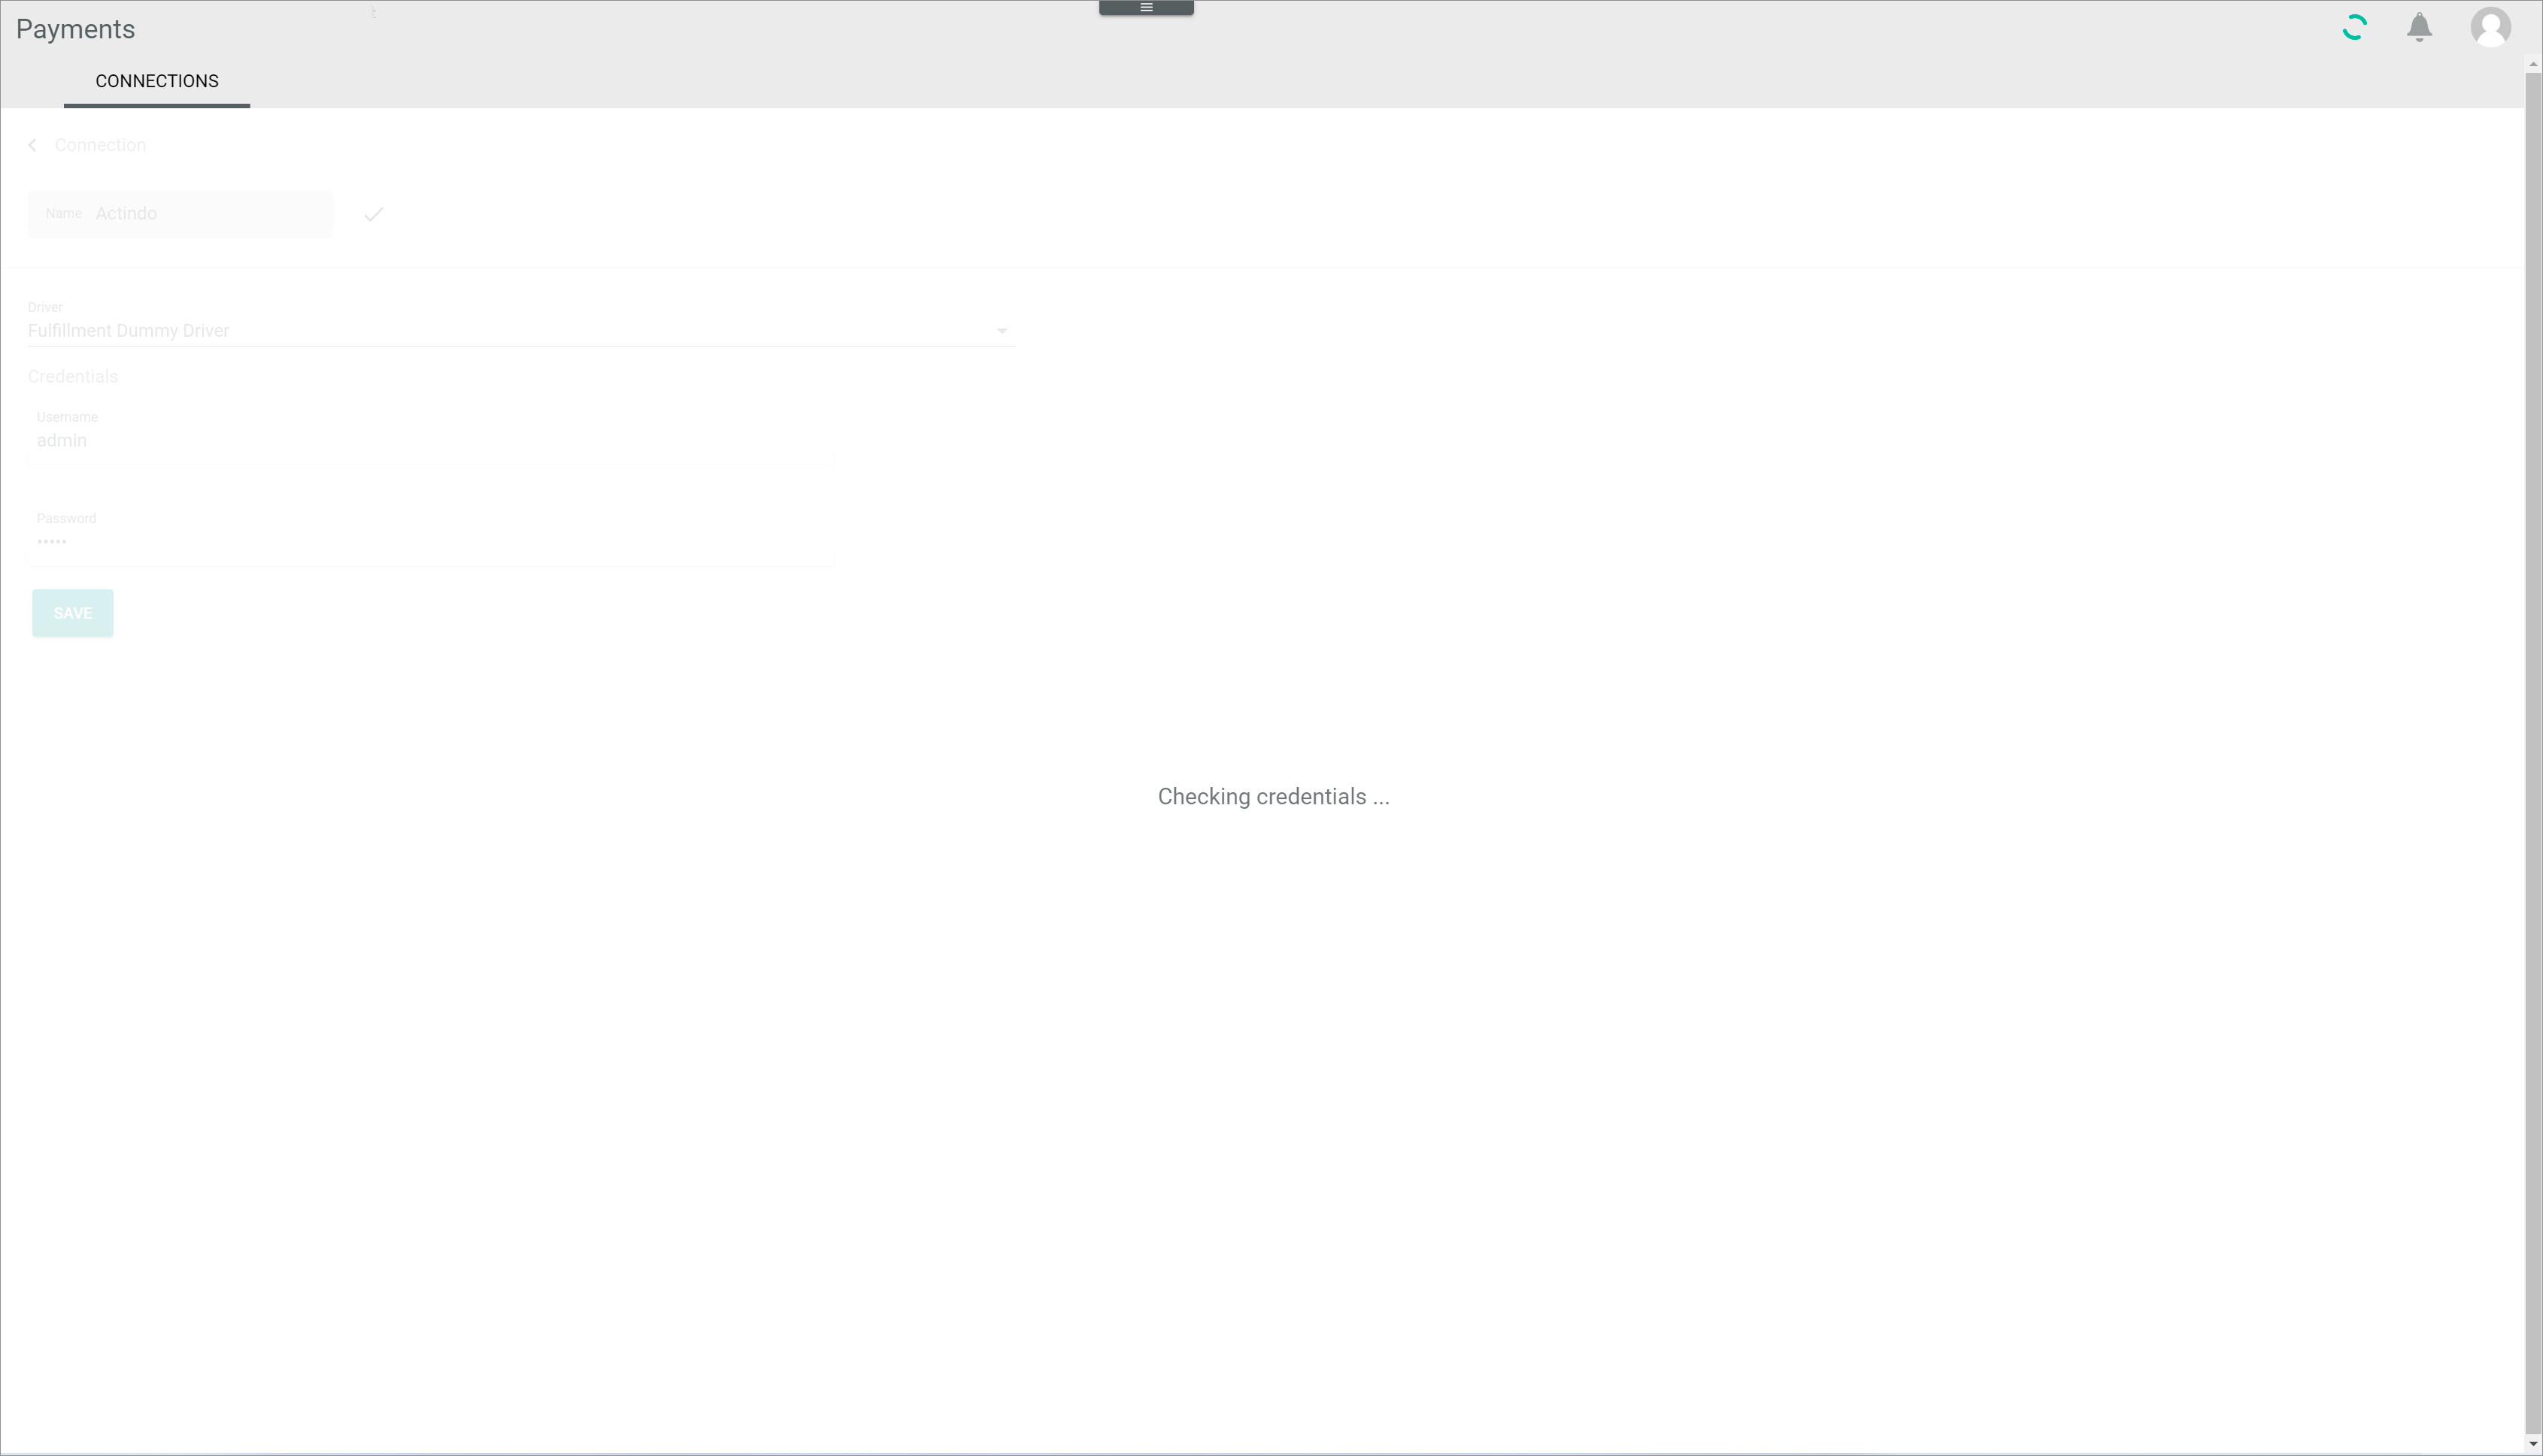 Payments
CONNECTIONS
Connection
Name Actindo
Driver
Fulfillment Dummy Driver
Credentials
Username
admin
Password
•••••
SAVE
Checking credentials ...